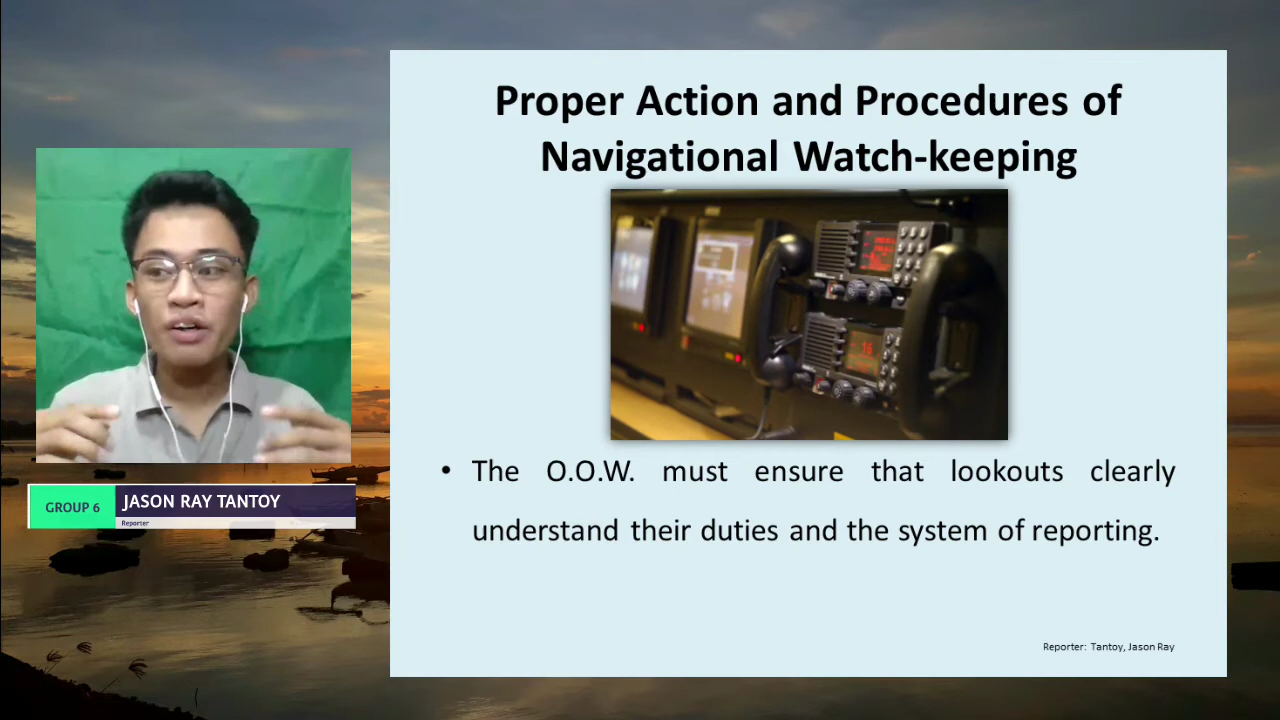 Proper Action and Procedures of
Navigational Watch-keeping
• The O.O.W. must ensure that lookouts clearly
understand their duties and the system of reporting.
Reporter: Tantoy, Jason Ray
GROUP 6
JASON RAY TANTOY
Reporter
16